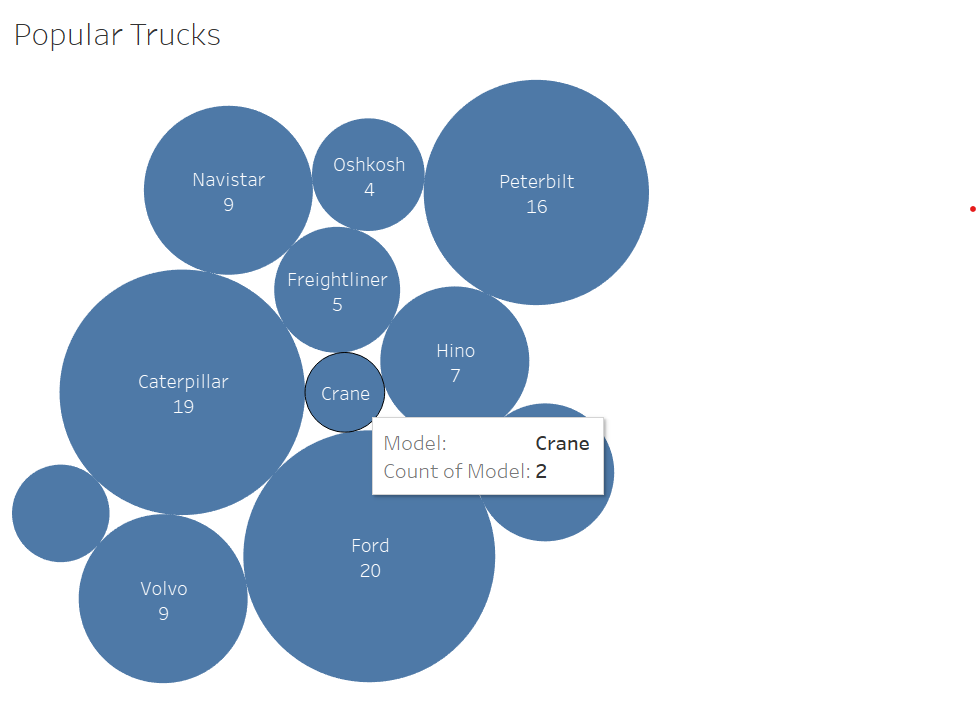 Popular Trucks
Navistar
9
Oshkosh
4
Peterbilt
16
Freightliner
5
Hino
7
Caterpillar
19
Crane
Model: Crane
Count of Model: 2
Ford
20
Volvo
9